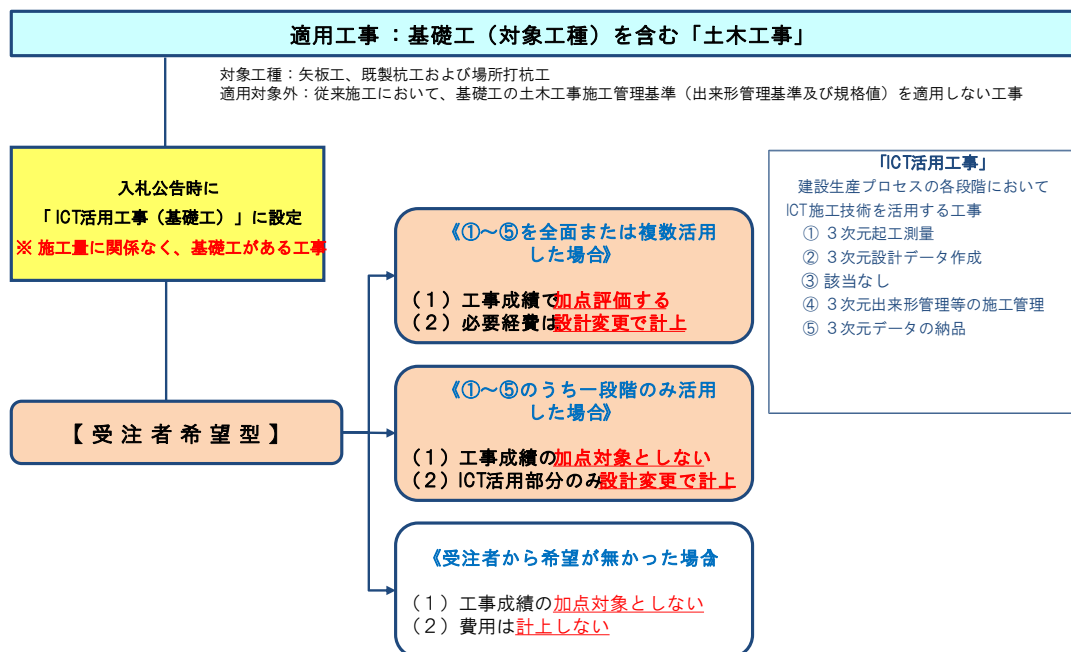 適用工事 ：基礎工（対象工種）を含む「土木工事」
対象工種：矢板工、既製杭工および場所打杭工
適用対象外：従来施工において、基礎工の土木工事施工管理基準（出来形管理基準及び規格値）を適用しない工事
入札公告時に
「ICT活用工事（基礎工）」に設定
※ 施工量に関係なく、基礎工がある工事
【 受 注 者 希 望 型 】
《①～⑤を全面または複数活用
した場合》
（１）工事成績で加点評価する
（２）必要経費は設計変更で計上
《①～⑤のうち一段階のみ活用
した場合》
（１）工事成績の加点対象としない
（２）ICT活用部分のみ設計変更で計上
《受注者から希望が無かった場合》
（１）工事成績の加点対象としない
（２）費用は計上しない
「ICT活用工事」
建設生産プロセスの各段階において
ICT施工技術を活用する工事
① ３次元起工測量
② ３次元設計データ作成
③ 該当なし
④ ３次元出来形管理等の施工管理
⑤ ３次元データの納品